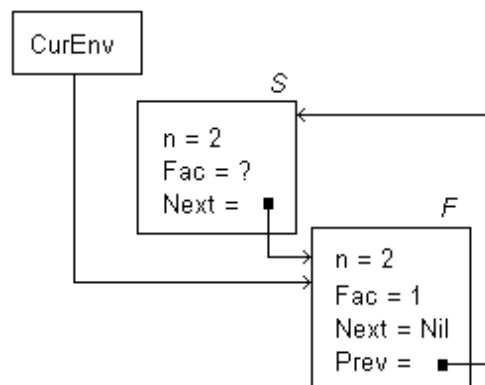 CurEnv
S
n = 2
Fac = ?
Next =
F
n = 2
Fac = 1
Next = Nil
Prev =